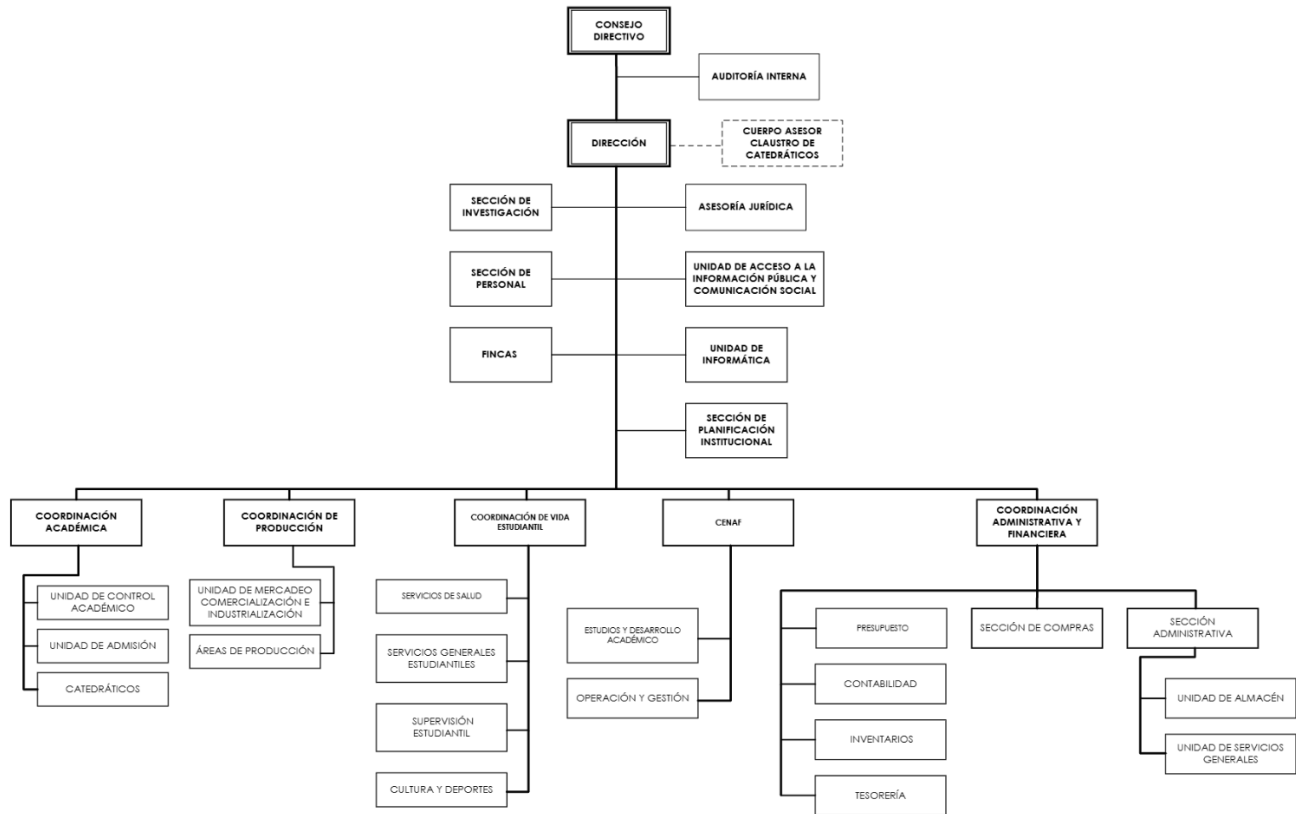 CONSEJO
DIRECTIVO
AUDITORÍA INTERNA
DIRECCIÓN
CUERPO ASESOR
CLAUSTRO DE
CATEDRÁTICOS
SECCIÓN DE
INVESTIGACIÓN
ASESORÍA JURÍDICA
SECCIÓN DE
PERSONAL
UNIDAD DE ACCESO A LA
INFORMACIÓN PÚBLICA Y
COMUNICACIÓN SOCIAL
FINCAS
UNIDAD DE
INFORMÁTICA
SECCIÓN DE
PLANIFICACIÓN
INSTITUCIONAL
COORDINACIÓN
ACADÉMICA
COORDINACIÓN DE
PRODUCCIÓN
COORDINACIÓN DE VIDA
ESTUDIANTIL
CENAF
COORDINACIÓN
ADMINISTRATIVA Y
FINANCIERA
UNIDAD DE CONTROL
ACADÉMICO
UNIDAD DE ADMISIÓN
CATEDRÁTICOS
UNIDAD DE MERCADEO
COMERCIALIZACIÓN E
INDUSTRIALIZACIÓN
ÁREAS DE PRODUCCIÓN
SERVICIOS DE SALUD
SERVICIOS GENERALES
ESTUDIANTILES
SUPERVISIÓN
ESTUDIANTIL
CULTURA Y DEPORTES
ESTUDIOS Y DESARROLLO
ACADÉMICO
OPERACIÓN Y GESTIÓN
PRESUPUESTO
CONTABILIDAD
INVENTARIOS
TESORERÍA
SECCIÓN DE COMPRAS
SECCIÓN
ADMINISTRATIVA
UNIDAD DE ALMACÉN
UNIDAD DE SERVICIOS
GENERALES